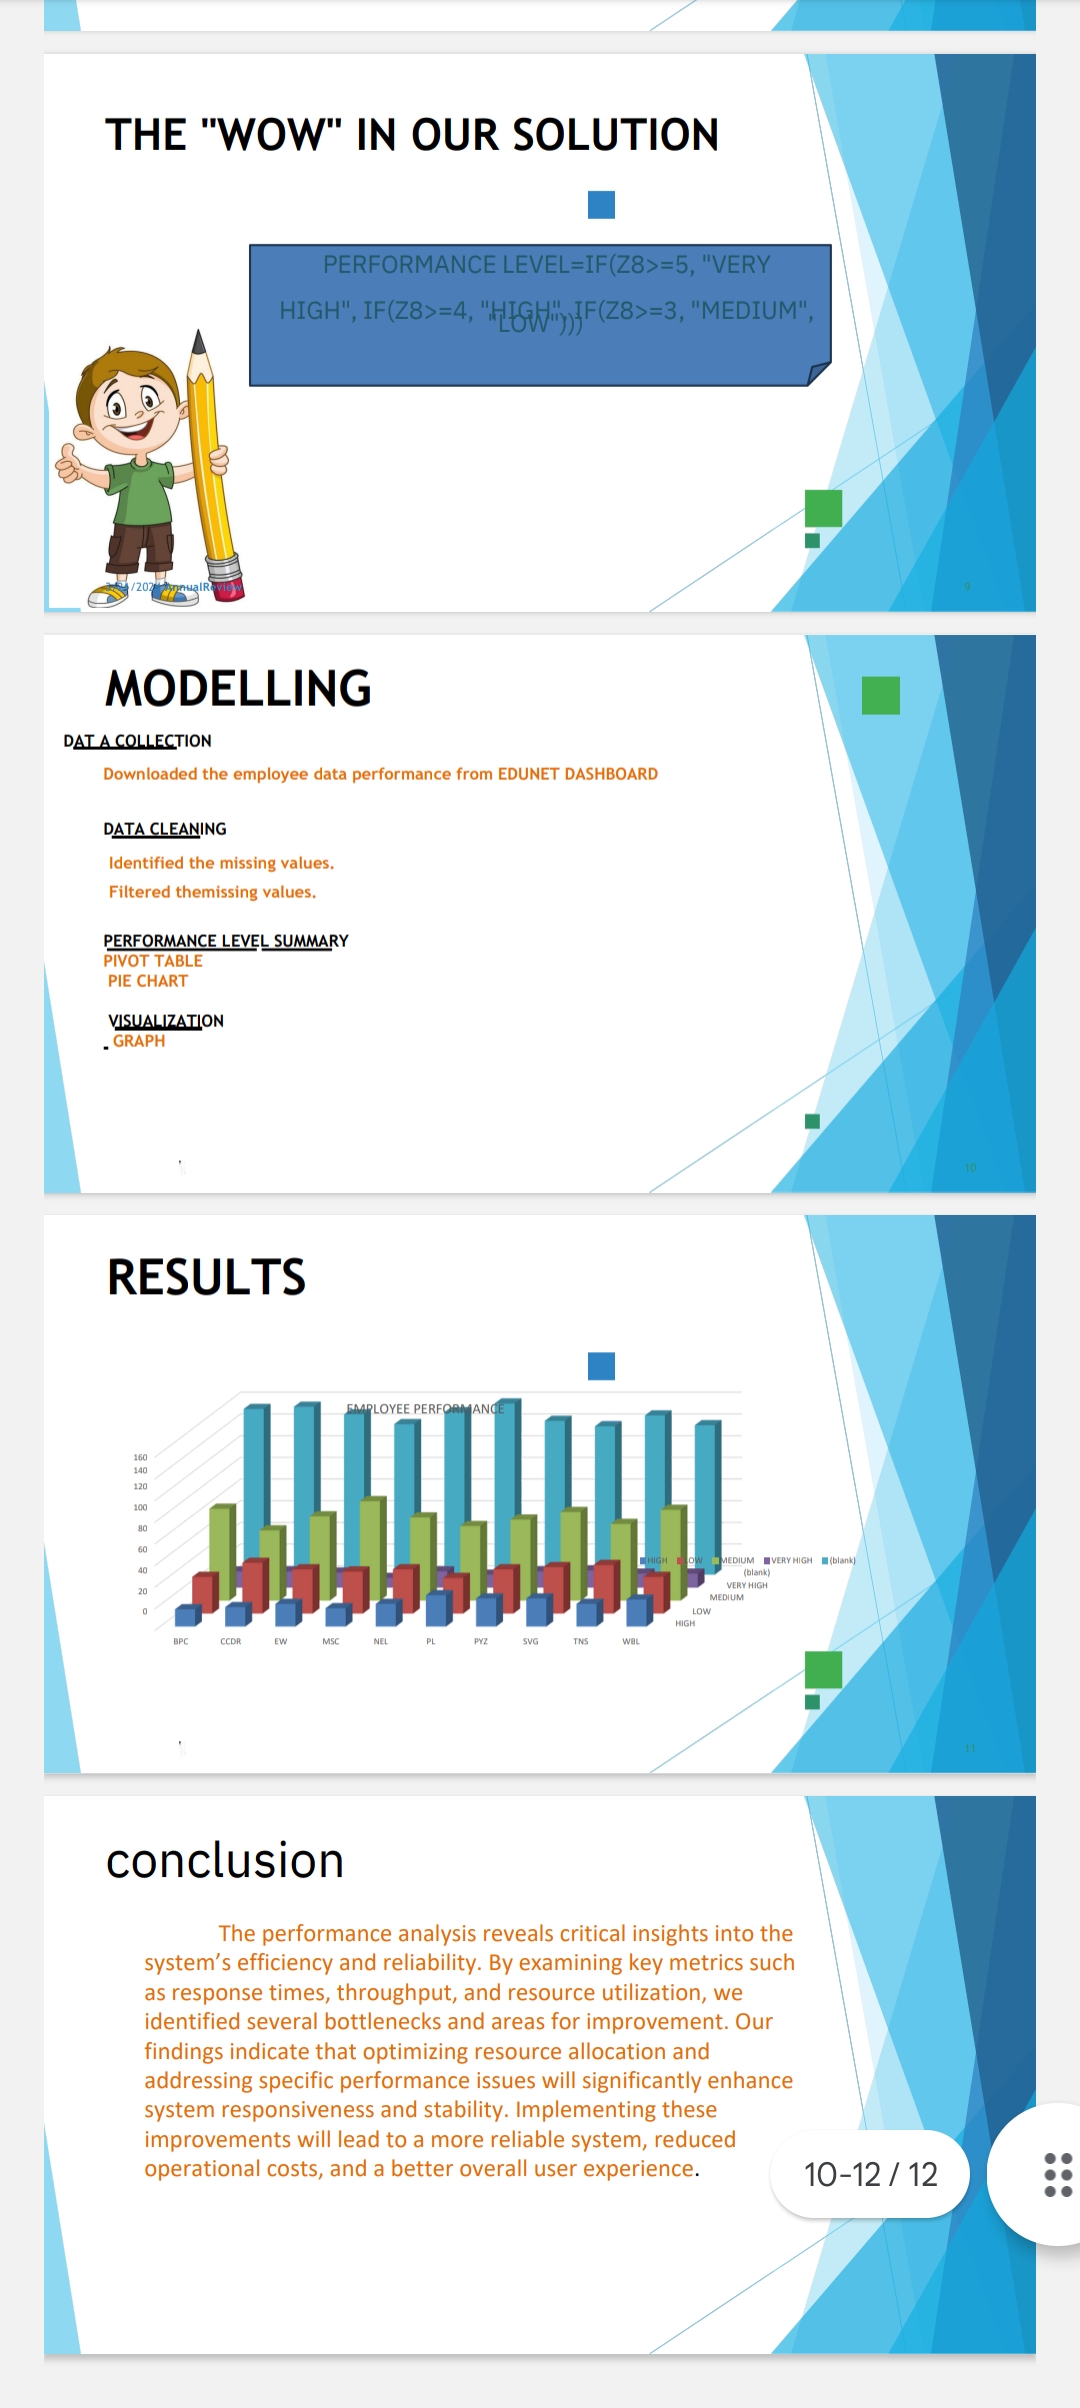 THE "WOW" IN OUR SOLUTION
PERFORMANCE LEVEL=IF(Z8>=5, "VERY
HIGH", IF(Z8>=4, "HIGH", IF(Z8>=3, "MEDIUM",
"LOW")))
AnnualReview
9
MODELLING
DAT A COLLECTION
Downloaded the employee data performance from EDUNET DASHBOARD
DATA CLEANING
Identified the missing values.
Filtered themissing values.
PERFORMANCE LEVEL SUMMARY
PIVOT TABLE
PIE CHART
VISUALIZATION
- GRAPH
10
RESULTS
EMPLOYEE PERFORMANCE
160
140
120
100
80
60
40
20
0
HIGH LOW MEDIUM VERY HIGH (blank)
(blank)
VERY HIGH
MEDIUM
LOW
HIGH
BPC CCDR EW MSC NEL PL PYZ SVG TNS WBL
11
conclusion
The performance analysis reveals critical insights into the
system’s efficiency and reliability. By examining key metrics such
as response times, throughput, and resource utilization, we
identified several bottlenecks and areas for improvement. Our
findings indicate that optimizing resource allocation and
addressing specific performance issues will significantly enhance
system responsiveness and stability. Implementing these
improvements will lead to a more reliable system, reduced
operational costs, and a better overall user experience.
10-12 / 12